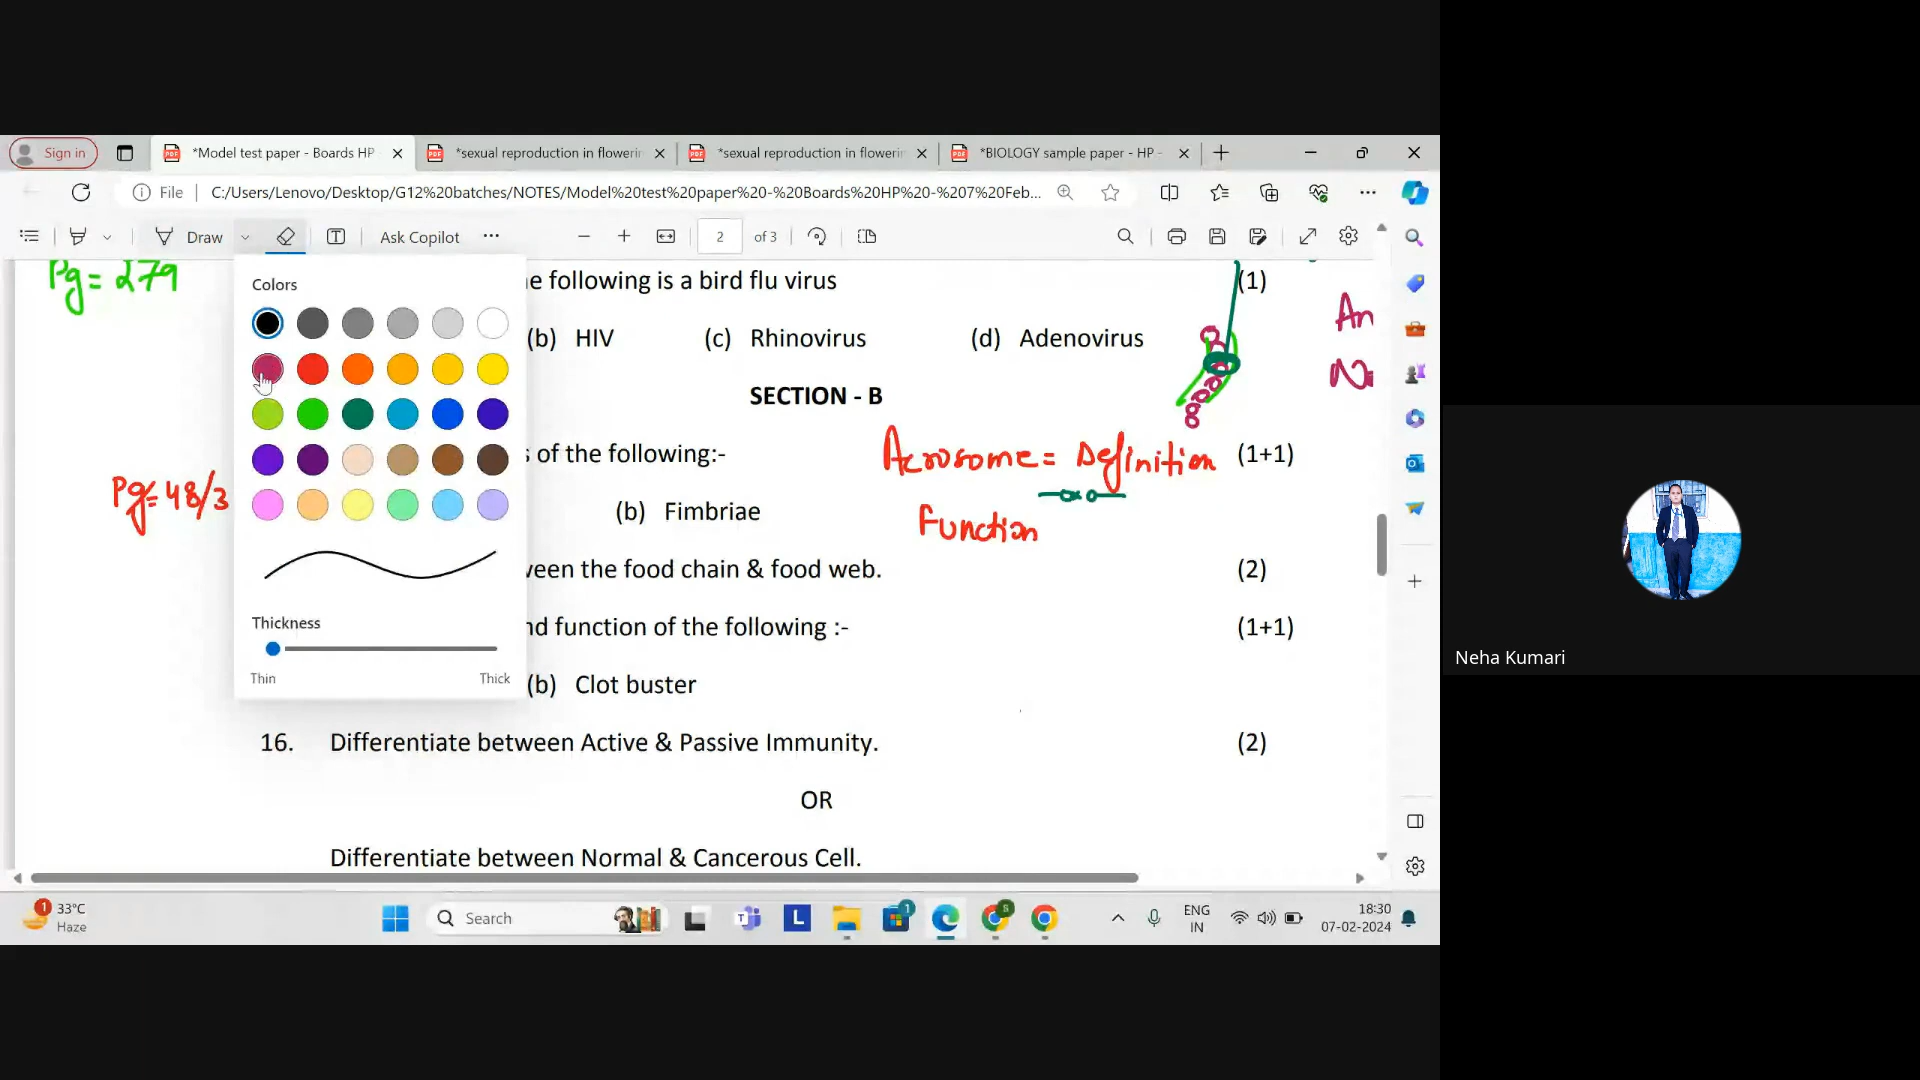 Sign in
*Model test paper - Boards HP
*sexual reproduction in flowerin
*sexual reproduction in flowerin
*BIOLOGY sample paper - HP -
File
C:/Users/Lenovo/Desktop/G12%20batches/NOTES/Model%20test%20paper%20-%20Boards%20HP%20-%207%20Feb...
Draw
Ask Copilot
2 of 3
Pg = 279
Colors
e following is a bird flu virus (1)
An
(b) HIV (c) Rhinovirus (d) Adenovirus
SECTION - B
s of the following:- Acrosome = Definition (1+1)
Pg = 48/3
(b) Fimbriae
Function
veen the food chain & food web. (2)
Thickness
nd function of the following :- (1+1)
Thin Thick
(b) Clot buster
16. Differentiate between Active & Passive Immunity. (2)
OR
Differentiate between Normal & Cancerous Cell.
Neha Kumari
1
33°C
Haze
Search
L
1
S
ENG
IN
18:30
07-02-2024